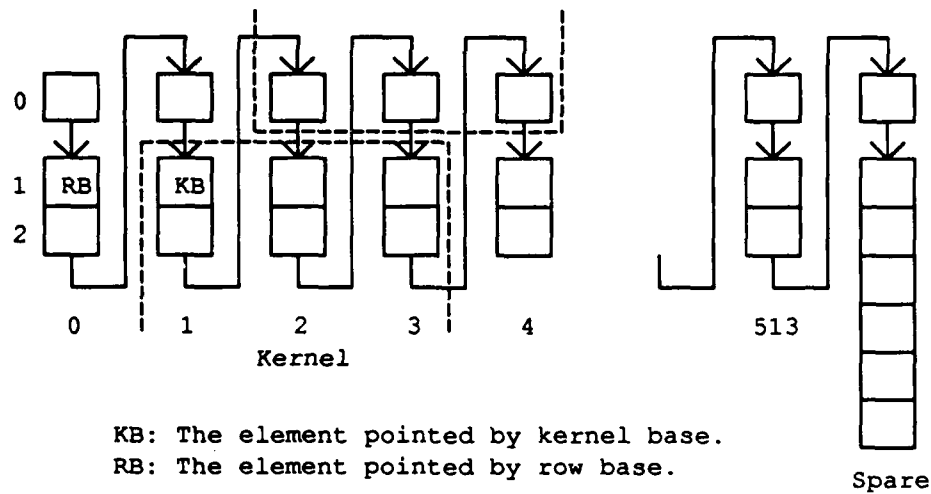 0
1 RB KB
2
0 1 2 3 4 513
Kernel
KB: The element pointed by kernel base.
RB: The element pointed by row base.
Spare